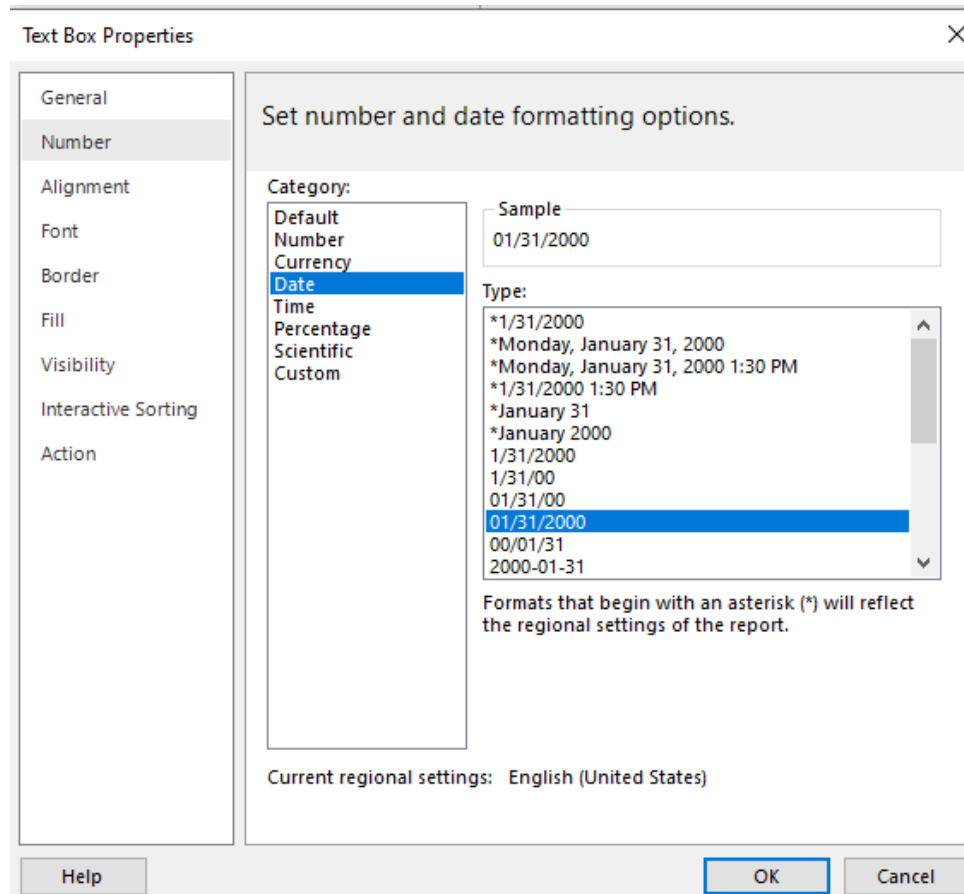 Text Box Properties
General
Number
Alignment
Font
Border
Fill
Visibility
Interactive Sorting
Action
Set number and date formatting options.
Category:
Default
Number
Currency
Date
Time
Percentage
Scientific
Custom
Sample
01/31/2000
Type:
*1/31/2000
*Monday, January 31, 2000
*Monday, January 31, 2000 1:30 PM
*1/31/2000 1:30 PM
*January 31
*January 2000
1/31/2000
1/31/00
01/31/00
01/31/2000
00/01/31
2000-01-31
Formats that begin with an asterisk (*) will reflect
the regional settings of the report.
Current regional settings: English (United States)
Help
OK
Cancel